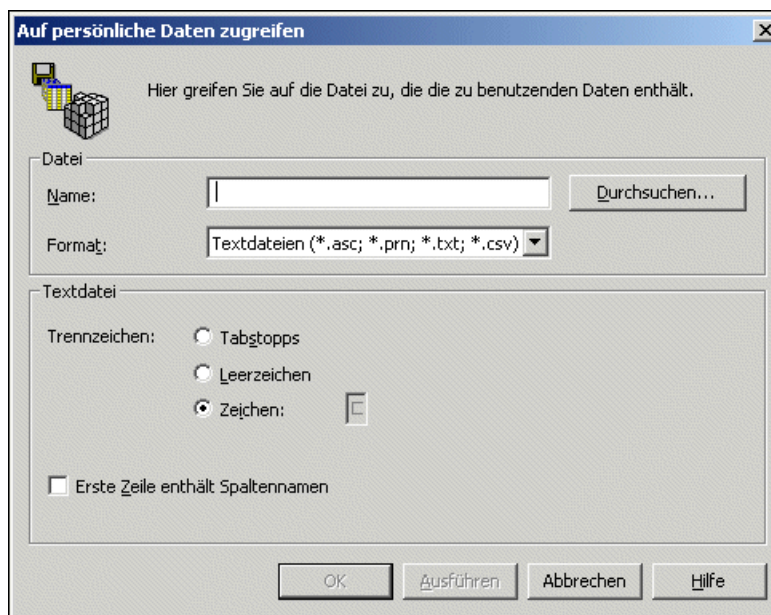 Auf persönliche Daten zugreifen
Hier greifen Sie auf die Datei zu, die die zu benutzenden Daten enthält.
Datei
Name:
Durchsuchen...
Format:
Textdateien (*.asc; *.prn; *.txt; *.csv)
Textdatei
Trennzeichen:
Tabstopps
Leerzeichen
Zeichen:
Erste Zeile enthält Spaltennamen
OK
Ausführen
Abbrechen
Hilfe